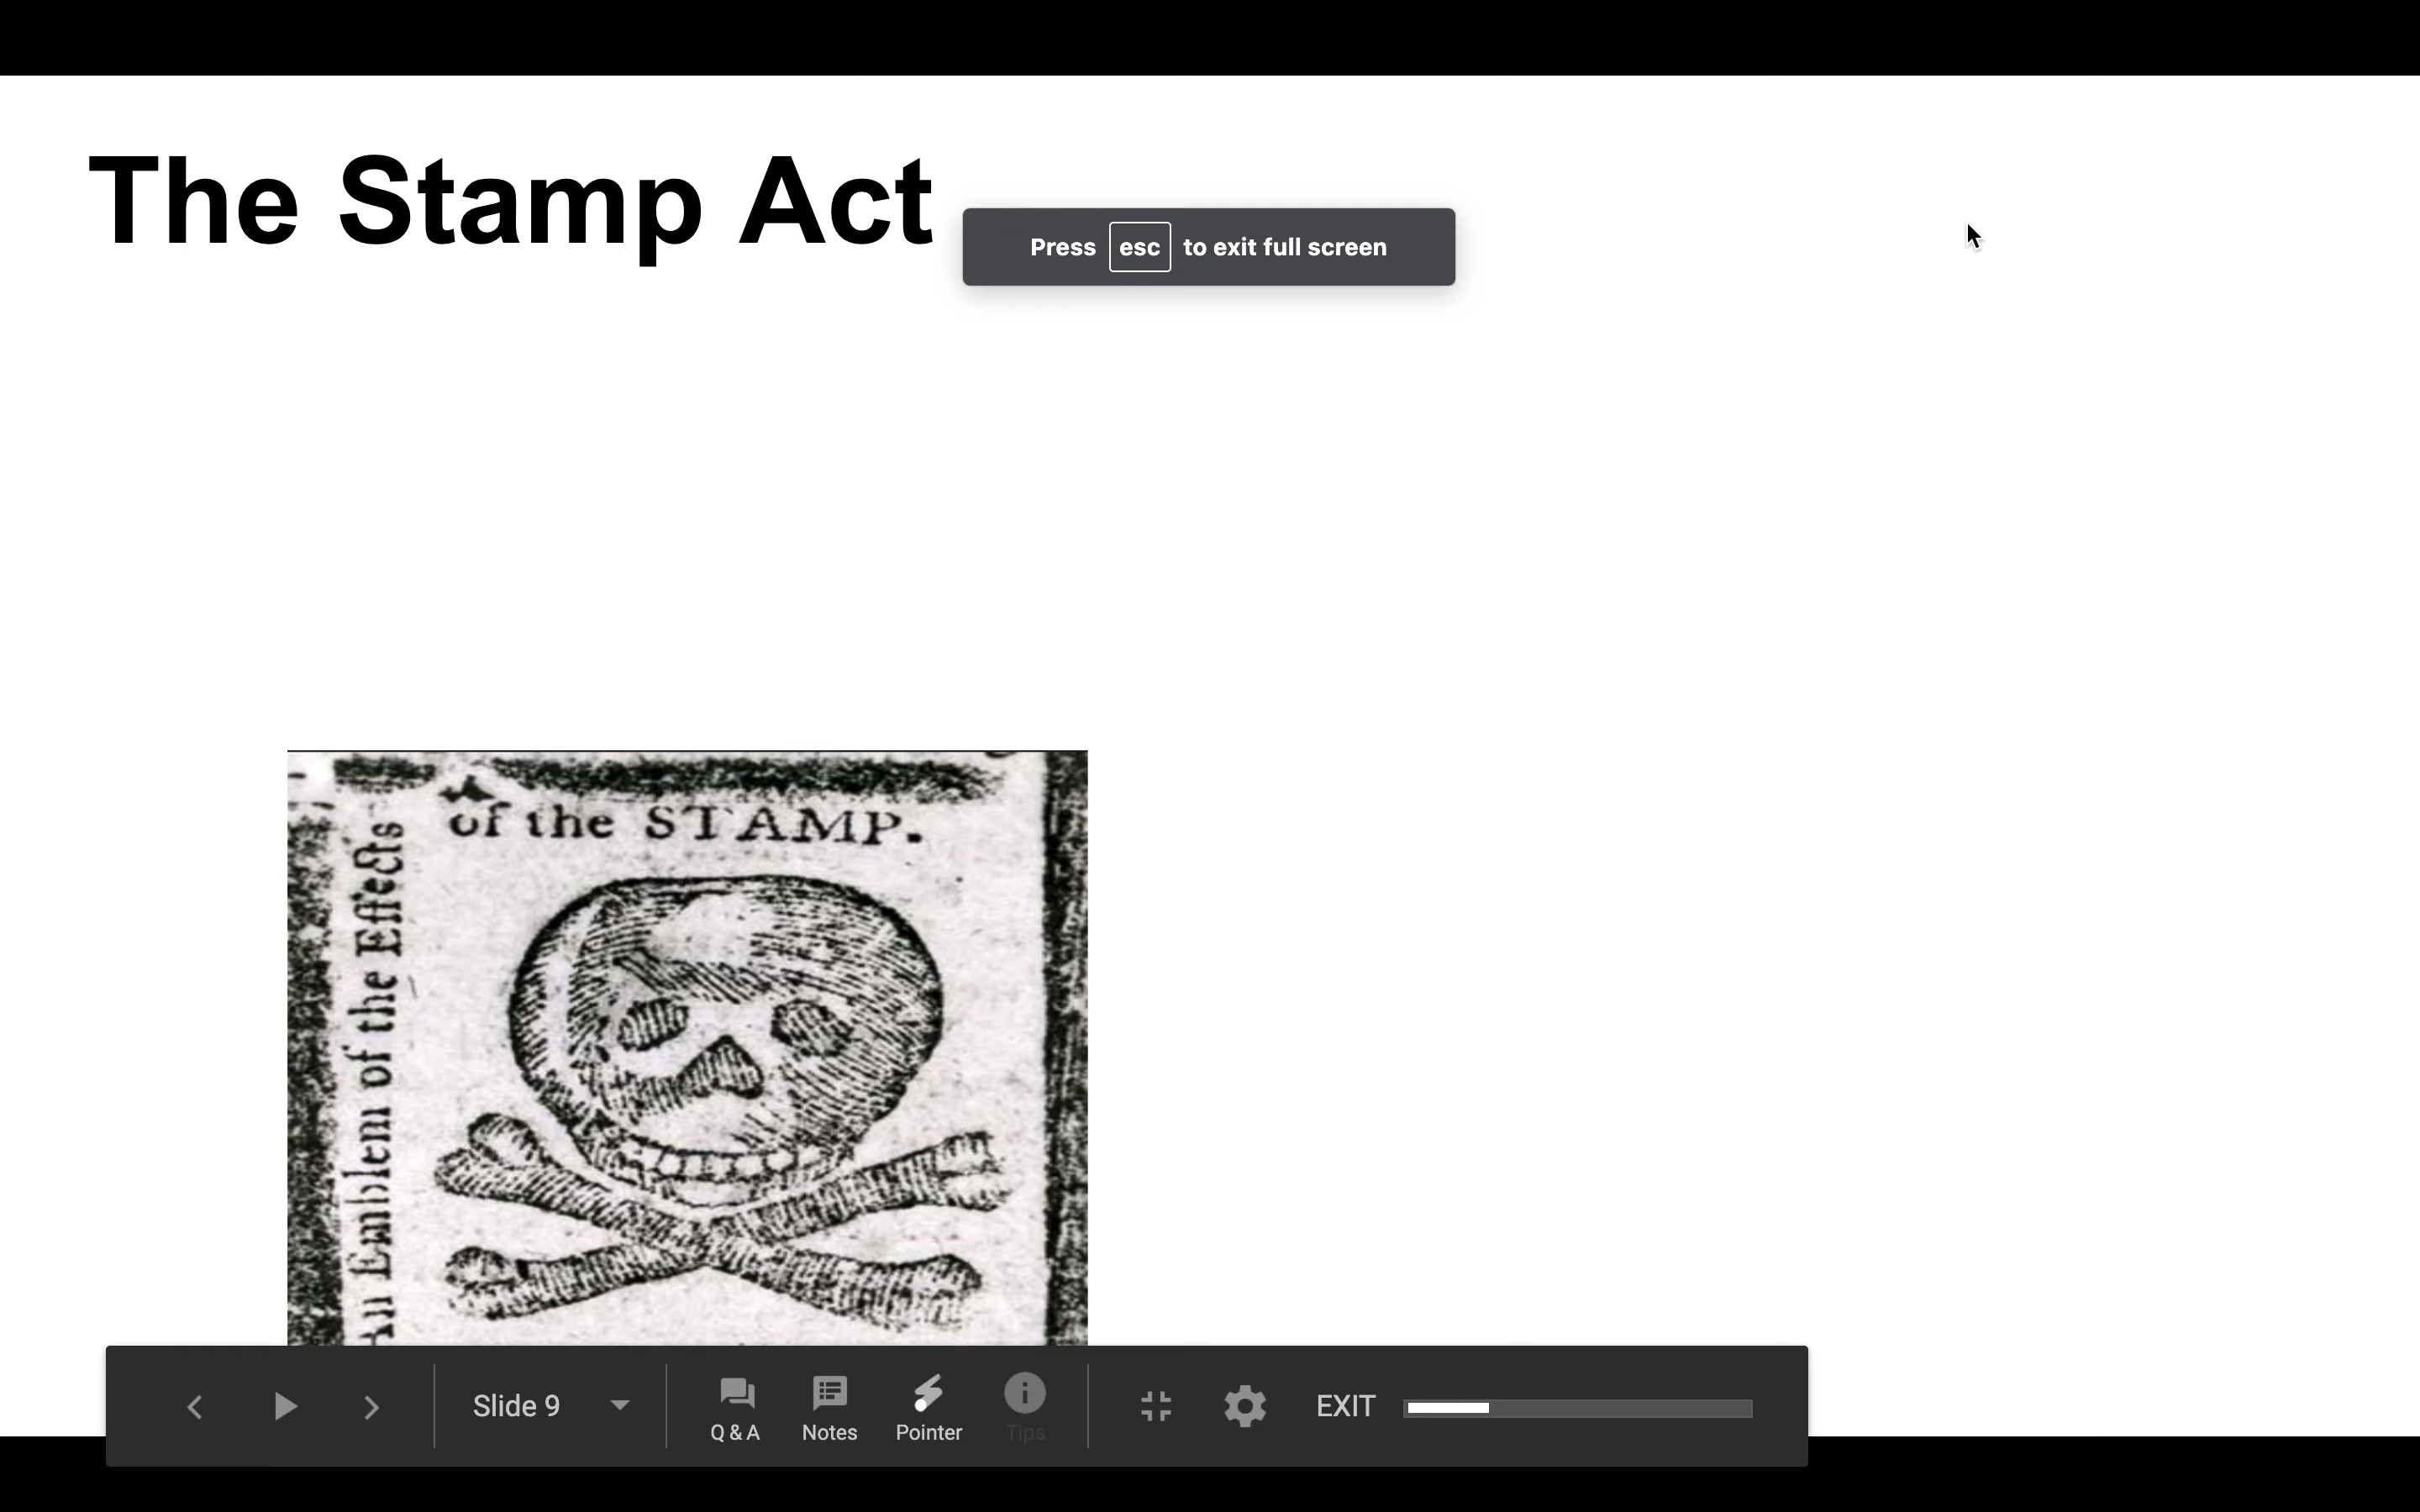 The Stamp Act
Press esc to exit full screen
of the STAMP.
An Emblem of the Effects
Slide 9
Q & A
Notes
Pointer
Tips
EXIT